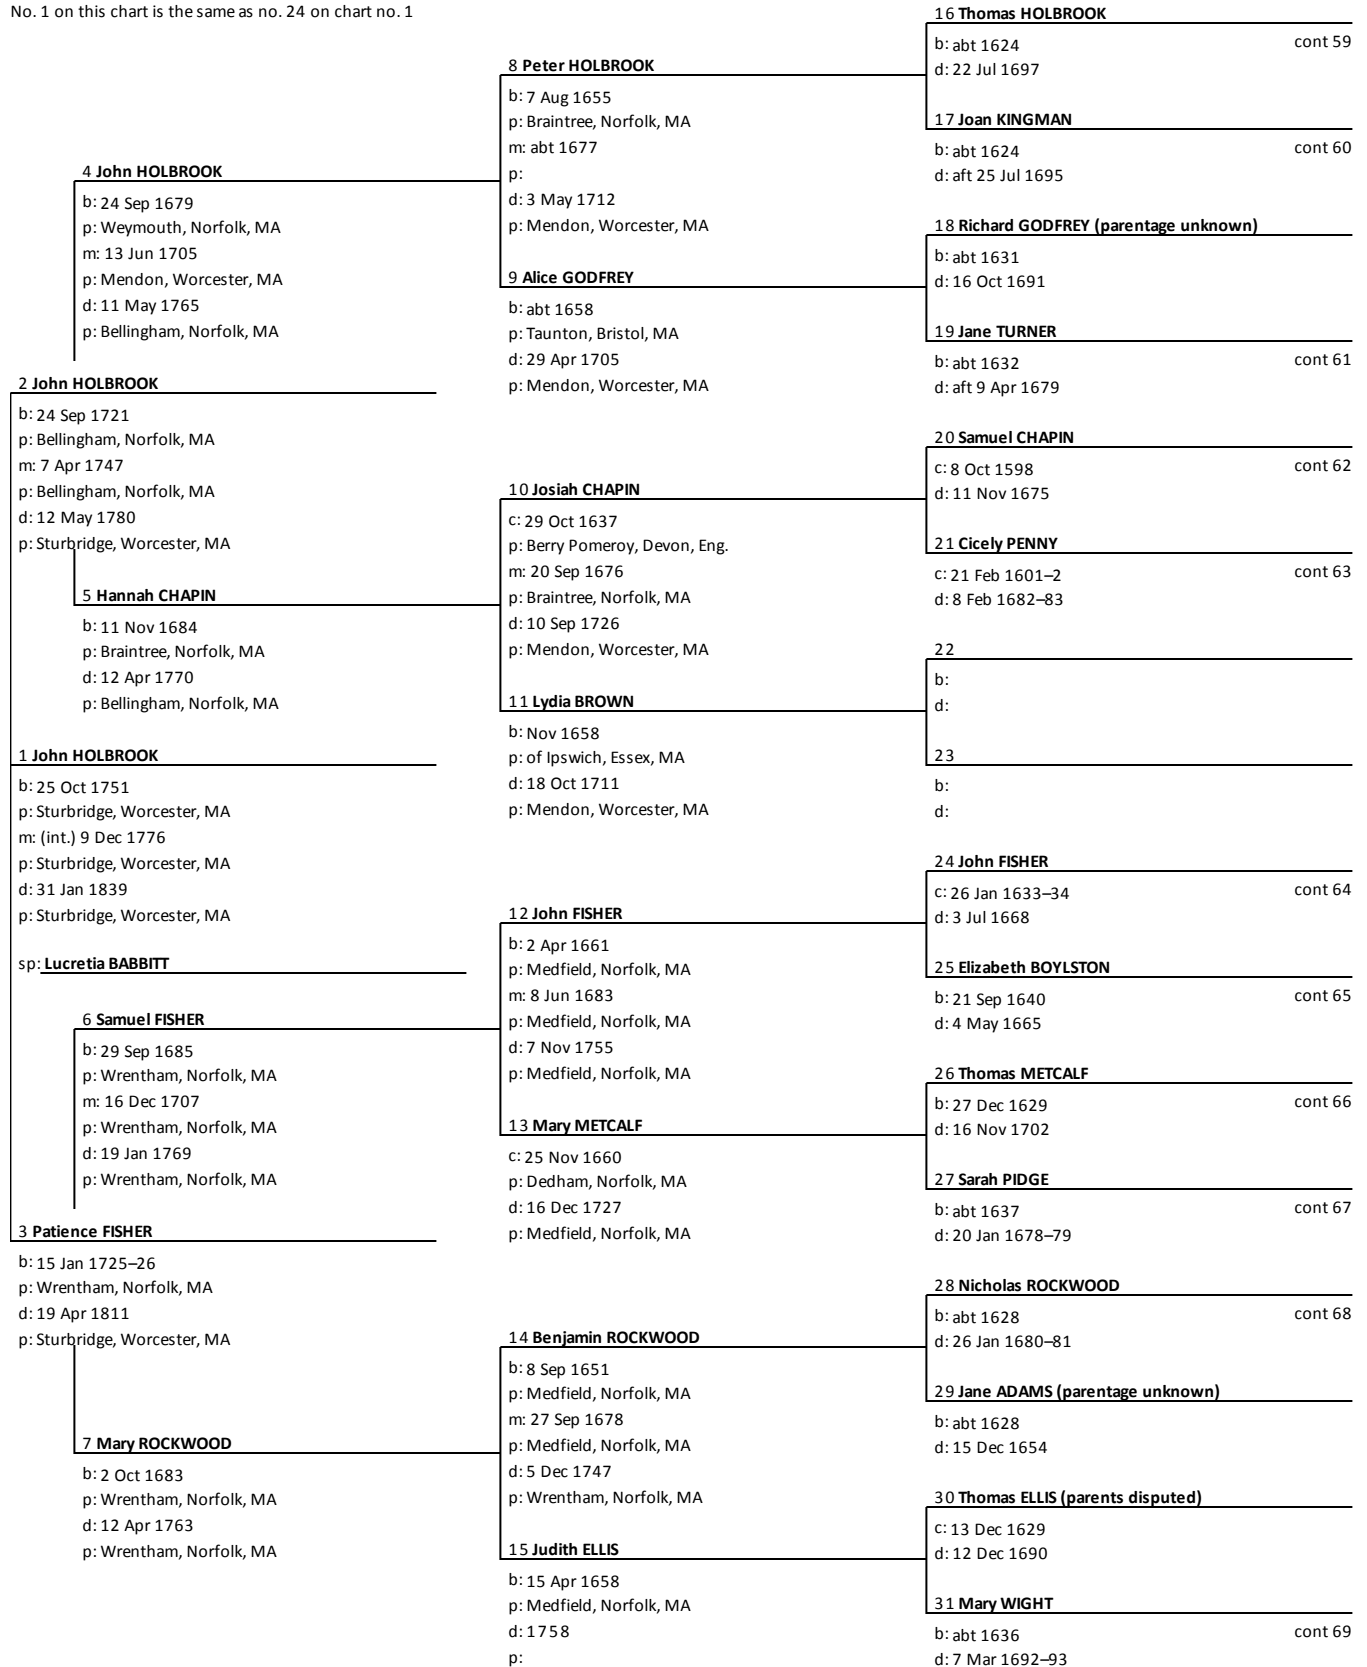 No. 1 on this chart is the same as no. 24 on chart no. 1
4 John HOLBROOK
b: 24 Sep 1679
p: Weymouth, Norfolk, MA
m: 13 Jun 1705
p: Mendon, Worcester, MA
d: 11 May 1765
p: Bellingham, Norfolk, MA
2 John HOLBROOK
b: 24 Sep 1721
p: Bellingham, Norfolk, MA
m: 7 Apr 1747
p: Bellingham, Norfolk, MA
d: 12 May 1780
p: Sturbridge, Worcester, MA
5 Hannah CHAPIN
b: 11 Nov 1684
p: Braintree, Norfolk, MA
d: 12 Apr 1770
p: Bellingham, Norfolk, MA
1 John HOLBROOK
b: 25 Oct 1751
p: Sturbridge, Worcester, MA
m: (int.) 9 Dec 1776
p: Sturbridge, Worcester, MA
d: 31 Jan 1839
p: Sturbridge, Worcester, MA
sp: Lucretia BABBITT
6 Samuel FISHER
b: 29 Sep 1685
p: Wrentham, Norfolk, MA
m: 16 Dec 1707
p: Wrentham, Norfolk, MA
d: 19 Jan 1769
p: Wrentham, Norfolk, MA
3 Patience FISHER
b: 15 Jan 1725–26
p: Wrentham, Norfolk, MA
d: 19 Apr 1811
p: Sturbridge, Worcester, MA
7 Mary ROCKWOOD
b: 2 Oct 1683
p: Wrentham, Norfolk, MA
d: 12 Apr 1763
p: Wrentham, Norfolk, MA
8 Peter HOLBROOK
b: 7 Aug 1655
p: Braintree, Norfolk, MA
m: abt 1677
p:
d: 3 May 1712
p: Mendon, Worcester, MA
9 Alice GODFREY
b: abt 1658
p: Taunton, Bristol, MA
d: 29 Apr 1705
p: Mendon, Worcester, MA
10 Josiah CHAPIN
c: 29 Oct 1637
p: Berry Pomeroy, Devon, Eng.
m: 20 Sep 1676
p: Braintree, Norfolk, MA
d: 10 Sep 1726
p: Mendon, Worcester, MA
11 Lydia BROWN
b: Nov 1658
p: of Ipswich, Essex, MA
d: 18 Oct 1711
p: Mendon, Worcester, MA
12 John FISHER
b: 2 Apr 1661
p: Medfield, Norfolk, MA
m: 8 Jun 1683
p: Medfield, Norfolk, MA
d: 7 Nov 1755
p: Medfield, Norfolk, MA
13 Mary METCALF
c: 25 Nov 1660
p: Dedham, Norfolk, MA
d: 16 Dec 1727
p: Medfield, Norfolk, MA
14 Benjamin ROCKWOOD
b: 8 Sep 1651
p: Medfield, Norfolk, MA
m: 27 Sep 1678
p: Medfield, Norfolk, MA
d: 5 Dec 1747
p: Wrentham, Norfolk, MA
15 Judith ELLIS
b: 15 Apr 1658
p: Medfield, Norfolk, MA
d: 1758
p:
16 Thomas HOLBROOK
b: abt 1624 cont 59
d: 22 Jul 1697
17 Joan KINGMAN
b: abt 1624 cont 60
d: aft 25 Jul 1695
18 Richard GODFREY (parentage unknown)
b: abt 1631
d: 16 Oct 1691
19 Jane TURNER
b: abt 1632 cont 61
d: aft 9 Apr 1679
20 Samuel CHAPIN
c: 8 Oct 1598 cont 62
d: 11 Nov 1675
21 Cicely PENNY
c: 21 Feb 1601–2 cont 63
d: 8 Feb 1682–83
22
b:
d:
23
b:
d:
24 John FISHER
c: 26 Jan 1633–34 cont 64
d: 3 Jul 1668
25 Elizabeth BOYLSTON
b: 21 Sep 1640 cont 65
d: 4 May 1665
26 Thomas METCALF
b: 27 Dec 1629 cont 66
d: 16 Nov 1702
27 Sarah PIDGE
b: abt 1637 cont 67
d: 20 Jan 1678–79
28 Nicholas ROCKWOOD
b: abt 1628 cont 68
d: 26 Jan 1680–81
29 Jane ADAMS (parentage unknown)
b: abt 1628
d: 15 Dec 1654
30 Thomas ELLIS (parents disputed)
c: 13 Dec 1629
d: 12 Dec 1690
31 Mary WIGHT
b: abt 1636 cont 69
d: 7 Mar 1692–93